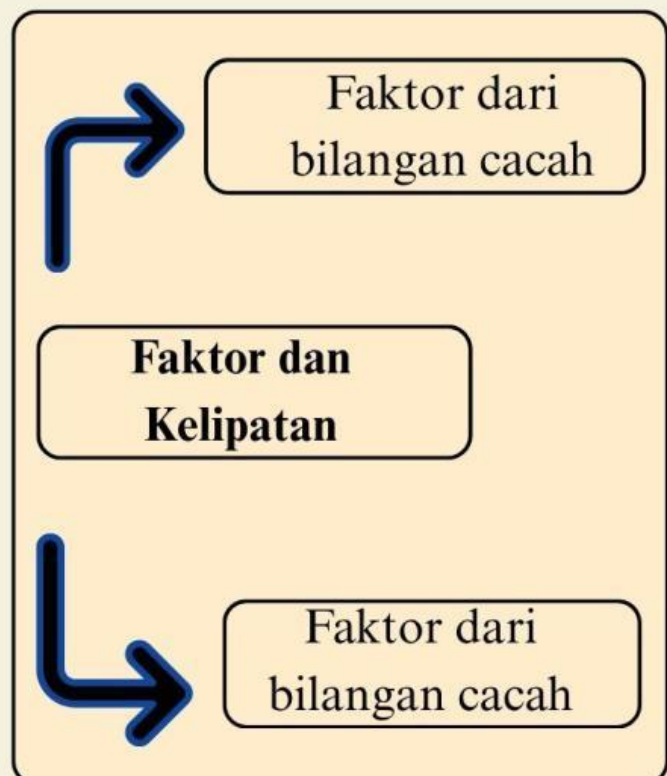 Faktor dari
bilangan cacah
Faktor dan
Kelipatan
Faktor dari
bilangan cacah